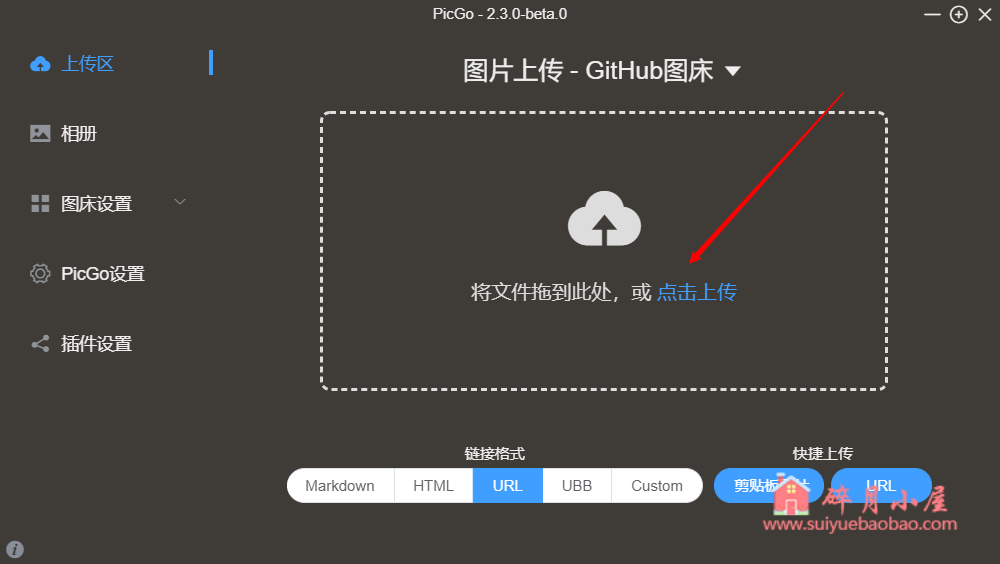 PicGo - 2.3.0-beta.0
上传区
相册
图床设置
PicGo设置
插件设置
图片上传 - GitHub图床
将文件拖到此处，或 点击上传
链接格式
Markdown HTML URL UBB Custom
快捷上传
剪贴板 URL
碎月小屋
www.suiyuebaobao.com